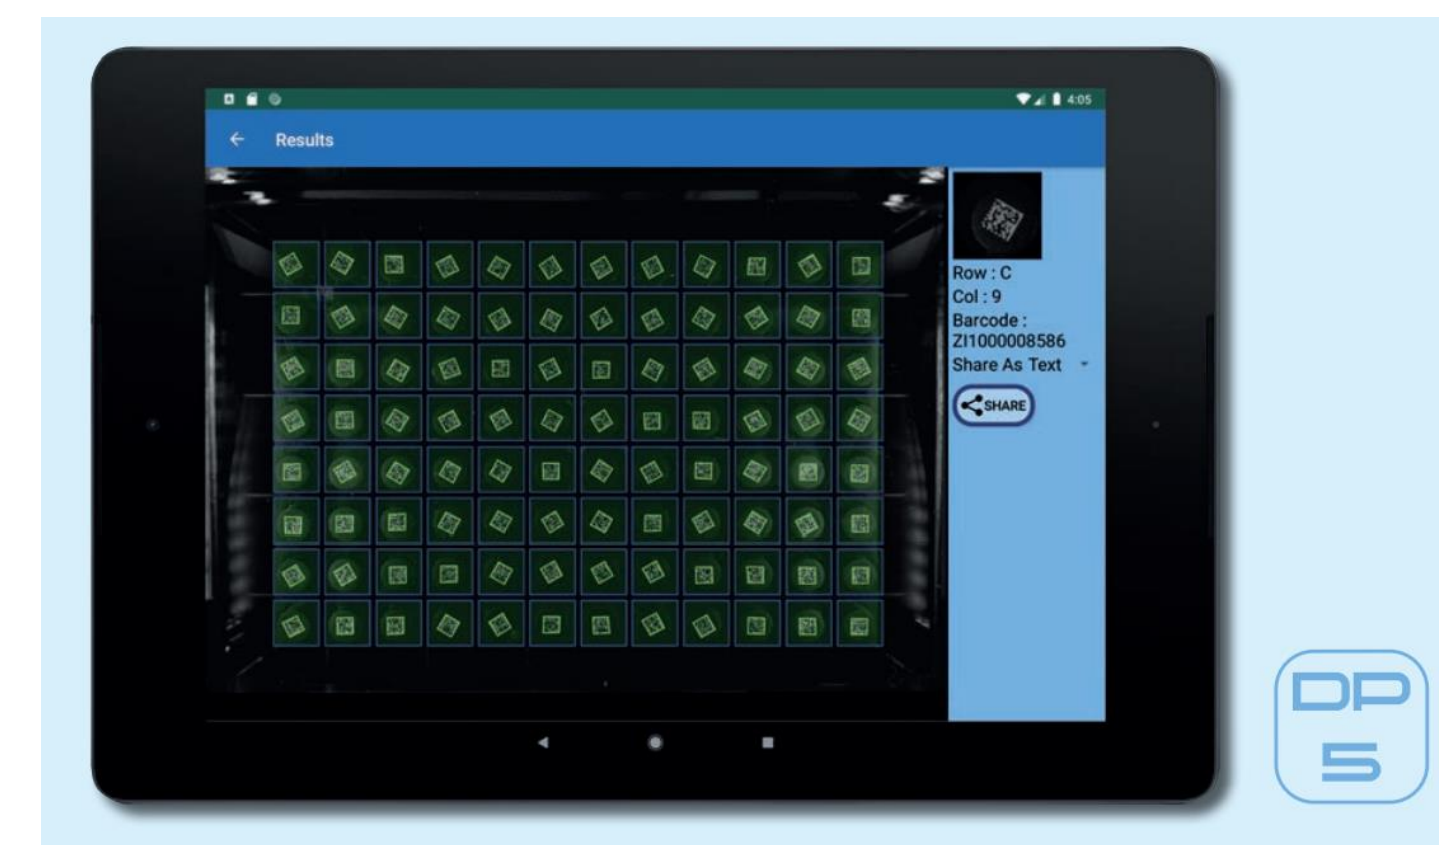 4:05
Results
Row : C
Col : 9
Barcode :
ZI1000008586
Share As Text
SHARE
DP
5